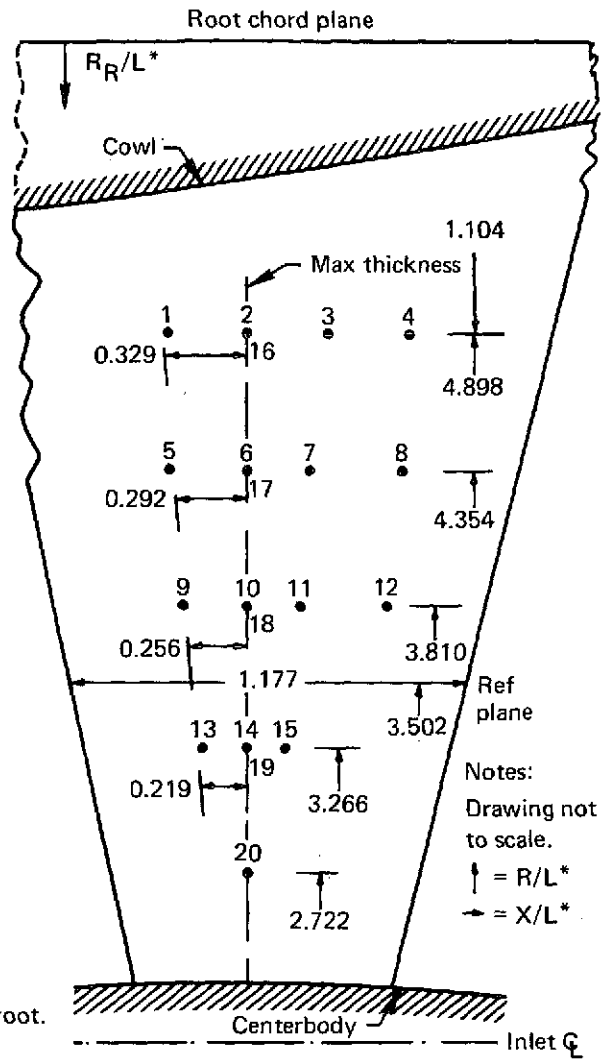 Root chord plane
R_R/L*
Cowl
1.104
Max thickness
1 2 3 4
0.329 16
4.898
5 6 7 8
0.292 17
4.354
9 10 11 12
0.256 18
3.810
1.177
Ref
plane
3.502
13 14 15
0.219 19
3.266
Notes:
Drawing not
to scale.
↑ = R/L*
→ = X/L*
20
2.722
root.
Centerbody
Inlet ℄